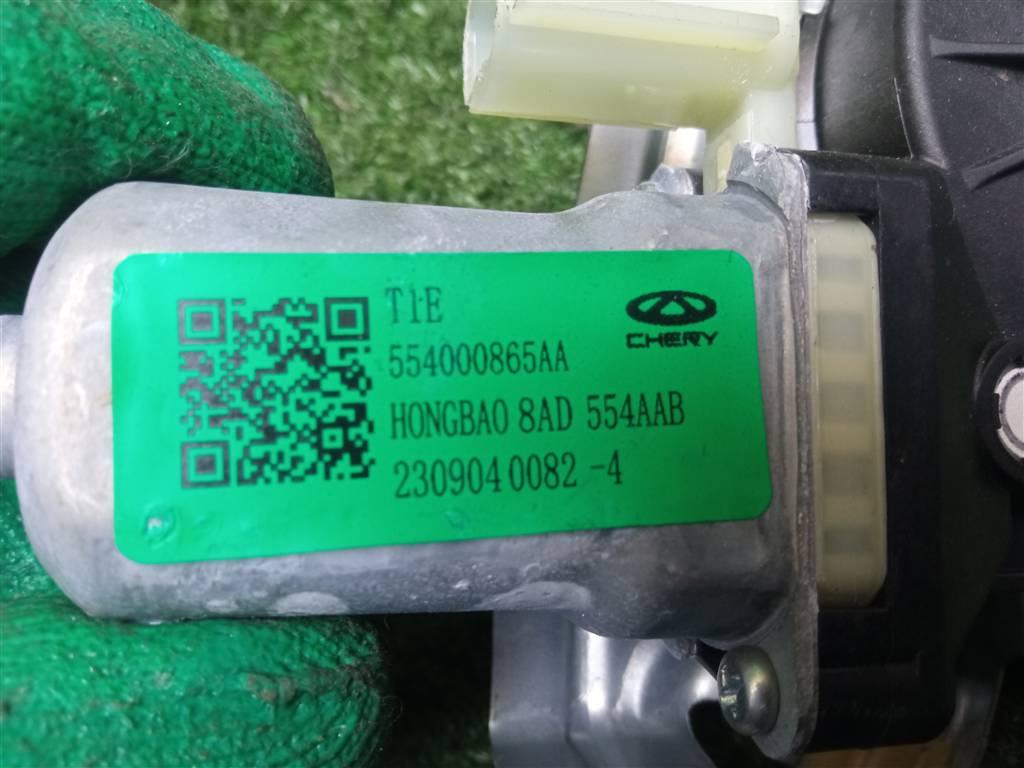 T1E
CHERY
554000865AA
HONGBAO 8AD 554AAB
230904 0082 -4